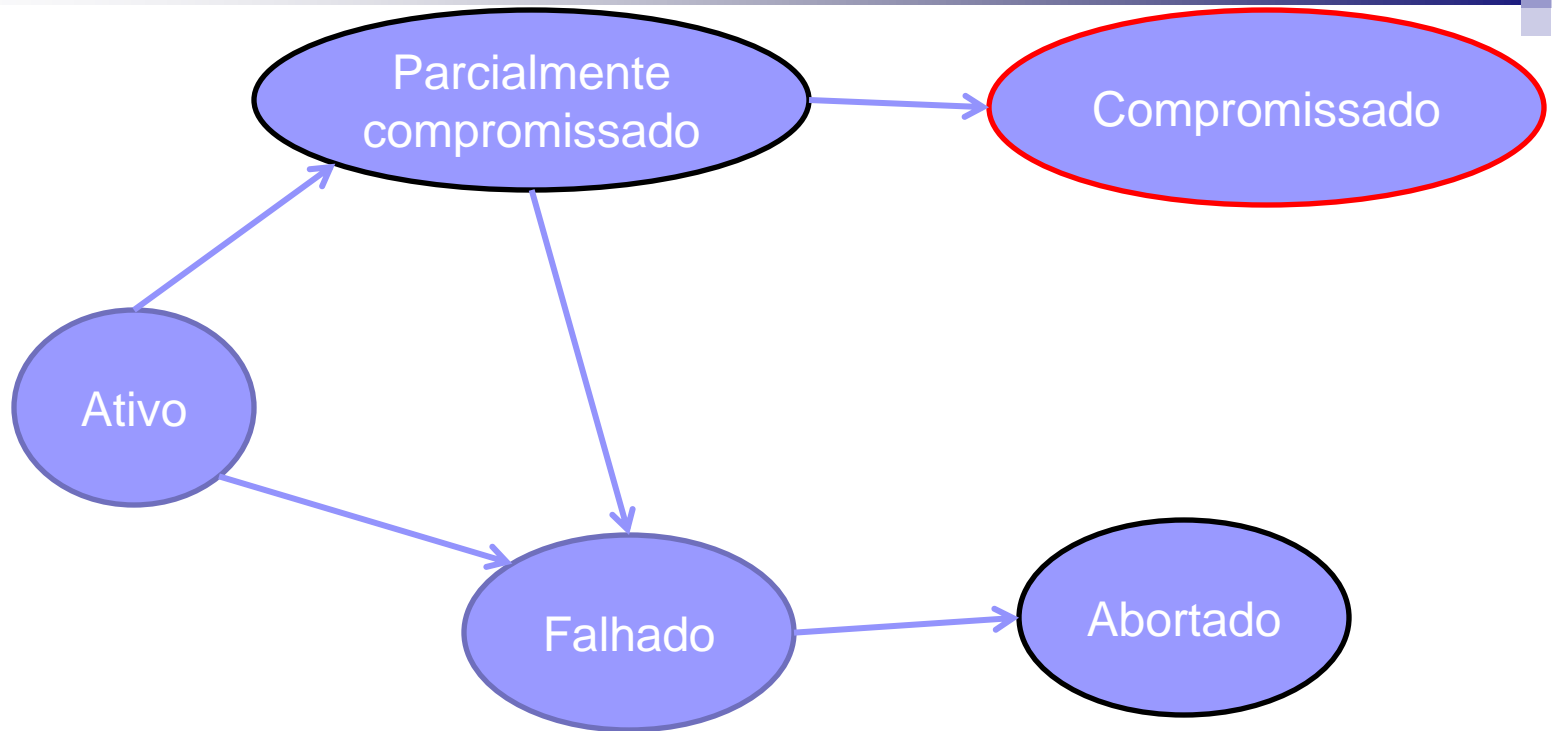 Parcialmente
compromissado
Compromissado
Ativo
Falhado
Abortado